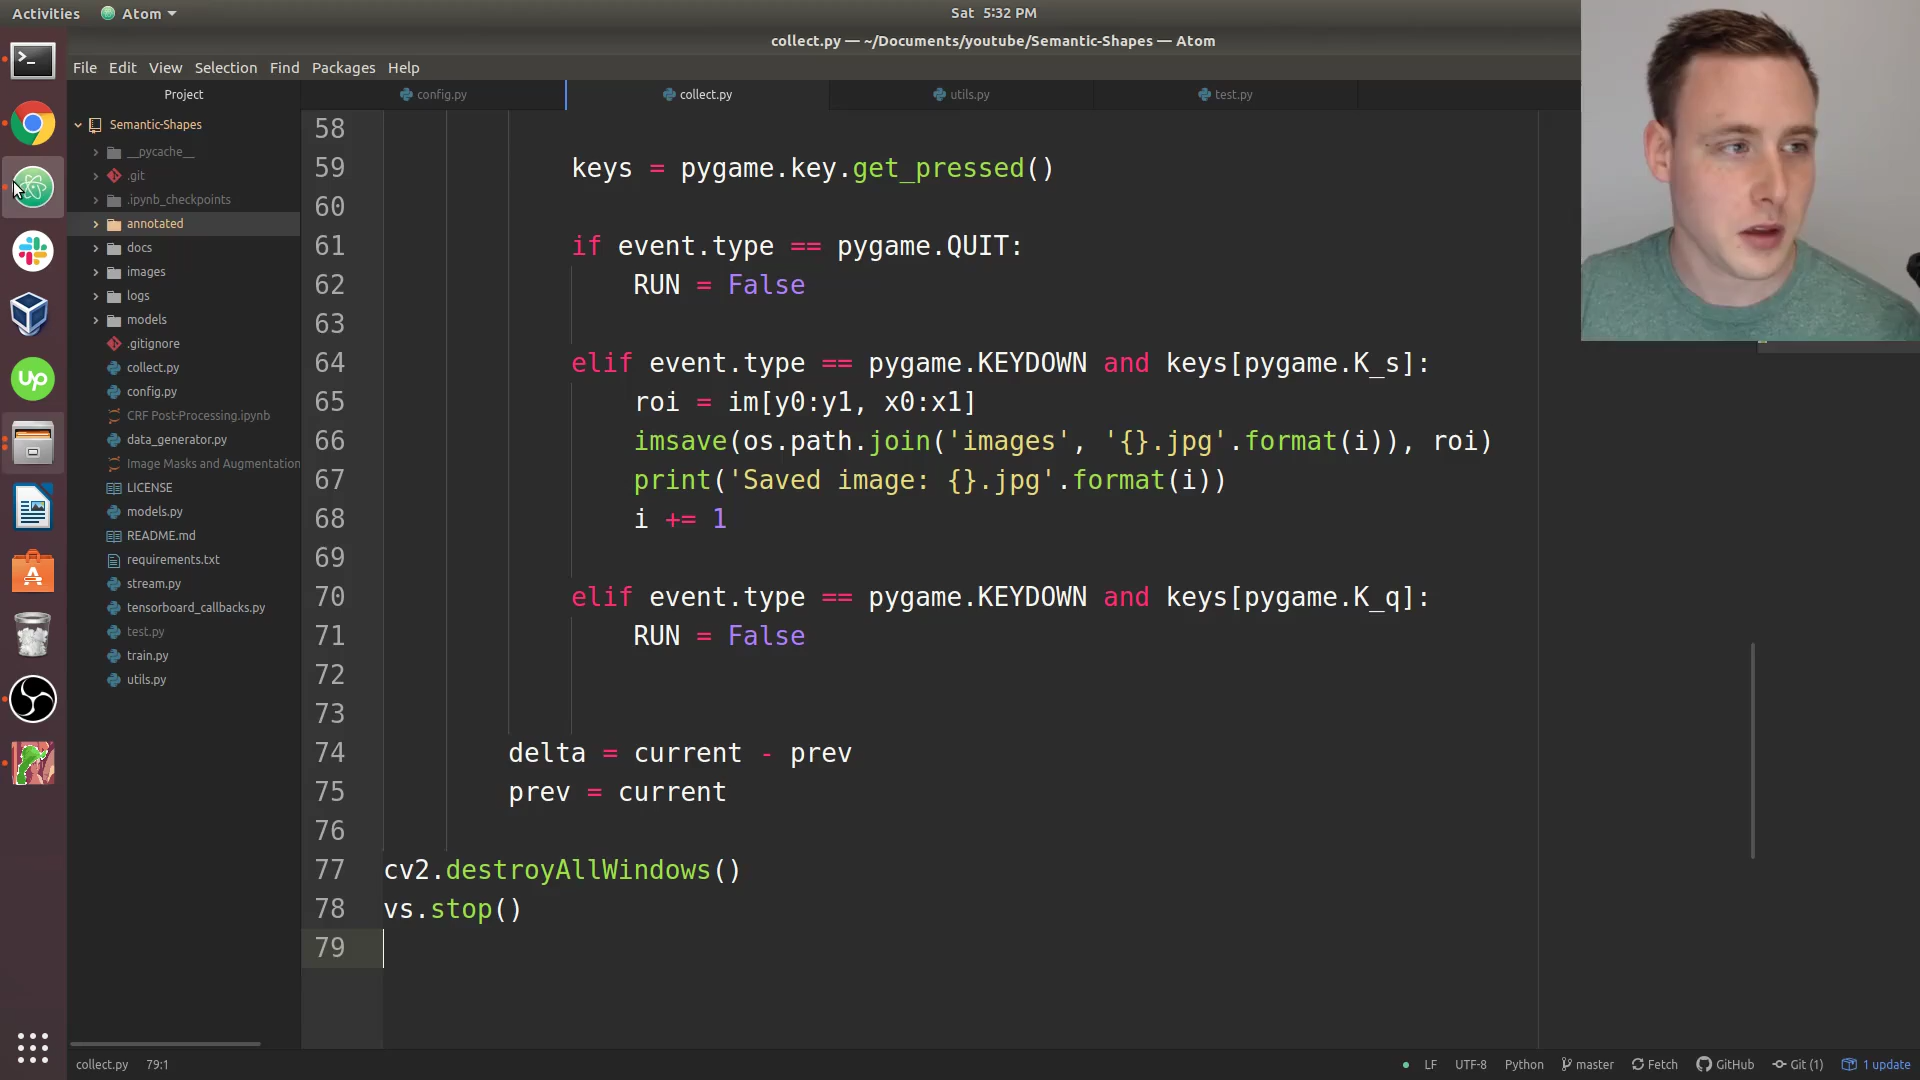 Activities
Atom
Sat 5:32 PM
collect.py — ~/Documents/youtube/Semantic-Shapes — Atom
File Edit View Selection Find Packages Help
Project
config.py
collect.py
utils.py
test.py
Semantic-Shapes
__pycache__
.git
.ipynb_checkpoints
annotated
docs
images
logs
models
.gitignore
collect.py
config.py
CRF Post-Processing.ipynb
data_generator.py
Image Masks and Augmentation
LICENSE
models.py
README.md
requirements.txt
stream.py
tensorboard_callbacks.py
test.py
train.py
utils.py
58
59 keys = pygame.key.get_pressed()
60
61 if event.type == pygame.QUIT:
62 RUN = False
63
64 elif event.type == pygame.KEYDOWN and keys[pygame.K_s]:
65 roi = im[y0:y1, x0:x1]
66 imsave(os.path.join('images', '{}.jpg'.format(i)), roi)
67 print('Saved image: {}.jpg'.format(i))
68 i += 1
69
70 elif event.type == pygame.KEYDOWN and keys[pygame.K_q]:
71 RUN = False
72
73
74 delta = current - prev
75 prev = current
76
77 cv2.destroyAllWindows()
78 vs.stop()
79
up
collect.py 79:1
LF UTF-8 Python master Fetch GitHub Git (1) 1 update